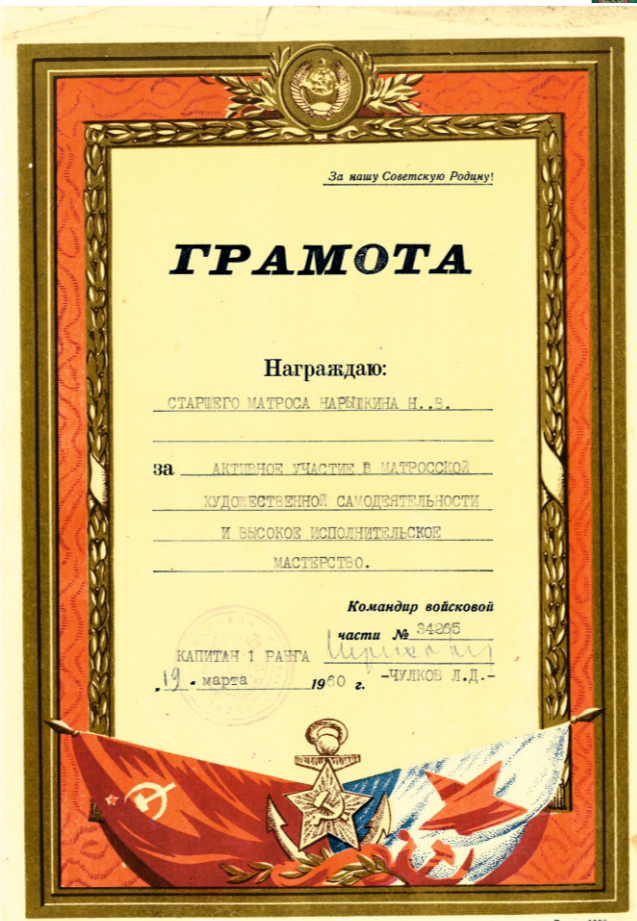 За нашу Советскую Родину!
ГРАМОТА
Награждаю:
СТАРШЕГО МАТРОСА НАРЫШКИНА Н..В.
за АКТИВНОЕ УЧАСТИЕ В МАТРОССКОЙ
ХУДОЖЕСТВЕННОЙ САМОДЕЯТЕЛЬНОСТИ
И ВЫСОКОЕ ИСПОЛНИТЕЛЬСКОЕ
МАСТЕРСТВО.
Командир войсковой
части № 34265
КАПИТАН 1 РАНГА
-ЧУЛКОВ Л.Д.-
"19" марта 1960 г.